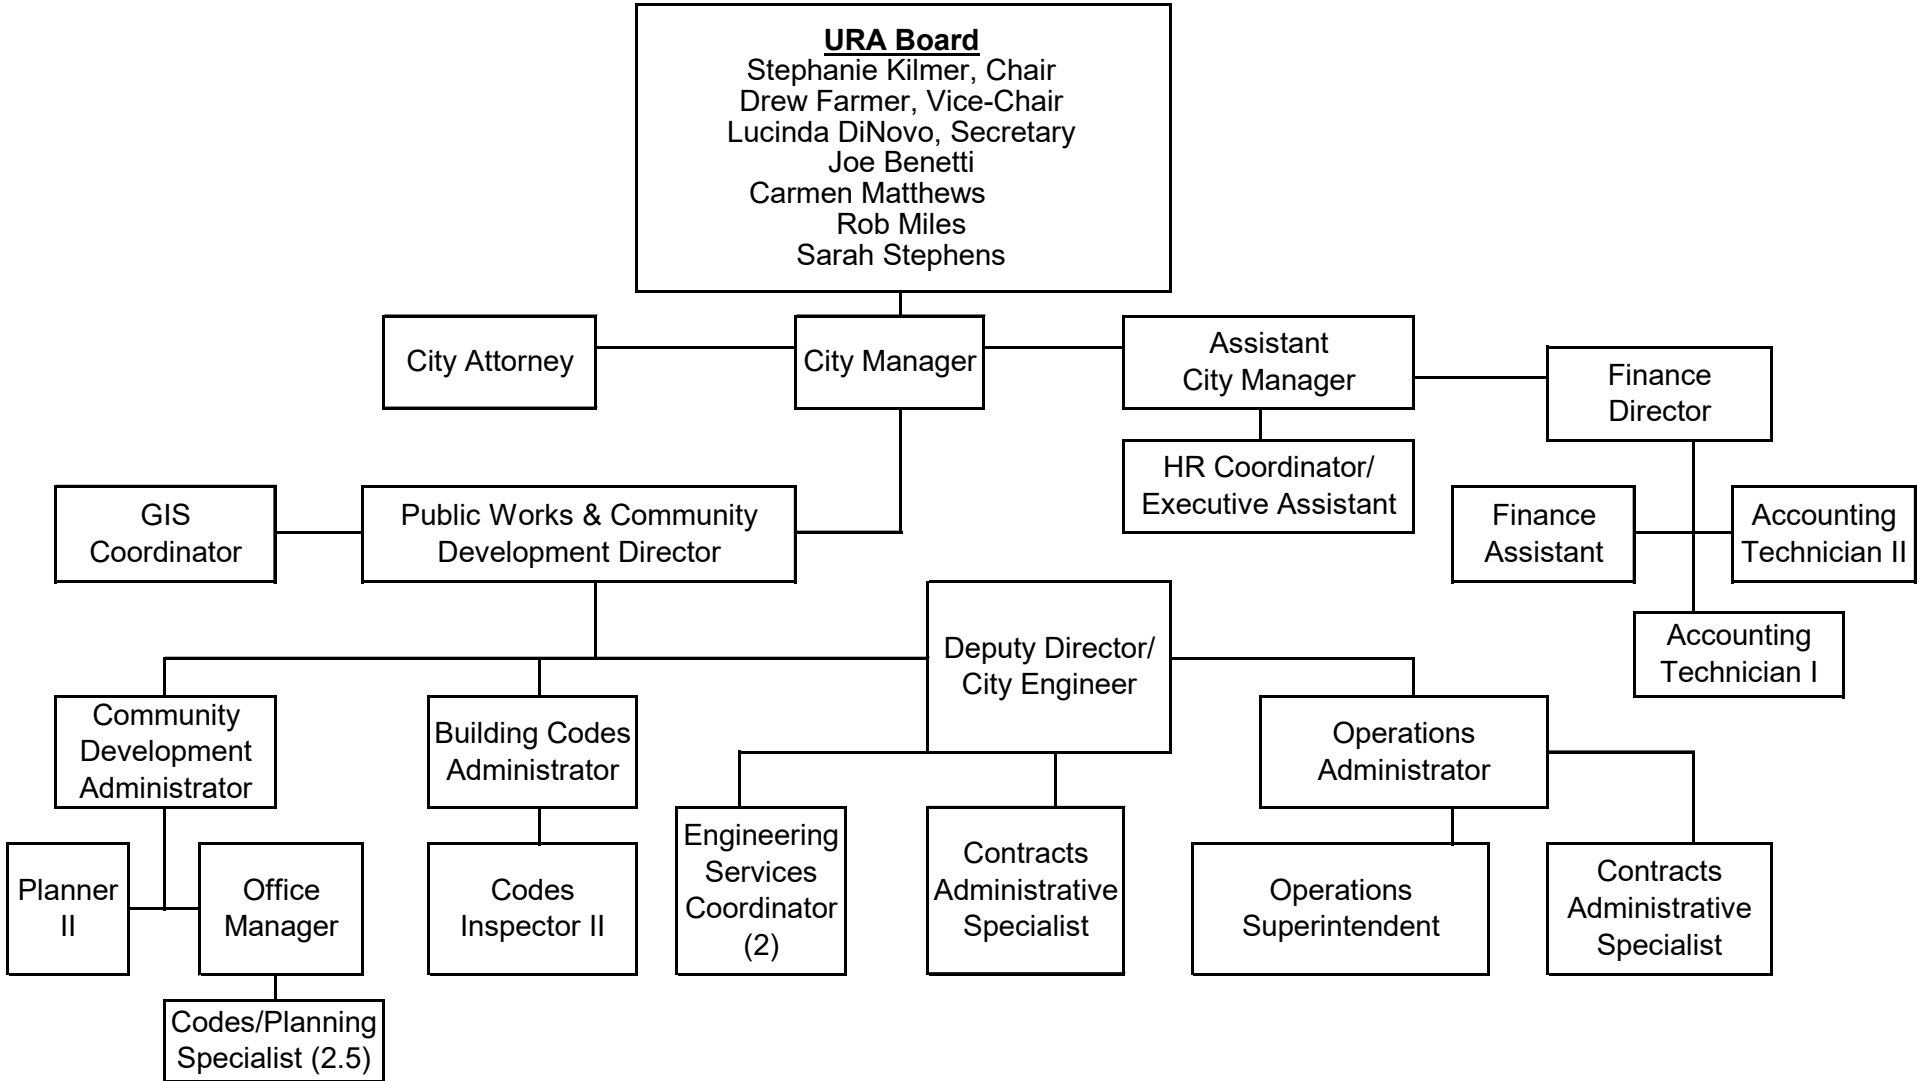 URA Board
Stephanie Kilmer, Chair
Drew Farmer, Vice-Chair
Lucinda DiNovo, Secretary
Joe Benetti
Carmen Matthews
Rob Miles
Sarah Stephens
City Attorney
City Manager
Assistant
City Manager
Finance
Director
HR Coordinator/
Executive Assistant
GIS
Coordinator
Public Works & Community
Development Director
Finance
Assistant
Accounting
Technician II
Deputy Director/
City Engineer
Accounting
Technician I
Community
Development
Administrator
Building Codes
Administrator
Operations
Administrator
Planner
II
Office
Manager
Codes
Inspector II
Engineering
Services
Coordinator
(2)
Contracts
Administrative
Specialist
Operations
Superintendent
Contracts
Administrative
Specialist
Codes/Planning
Specialist (2.5)